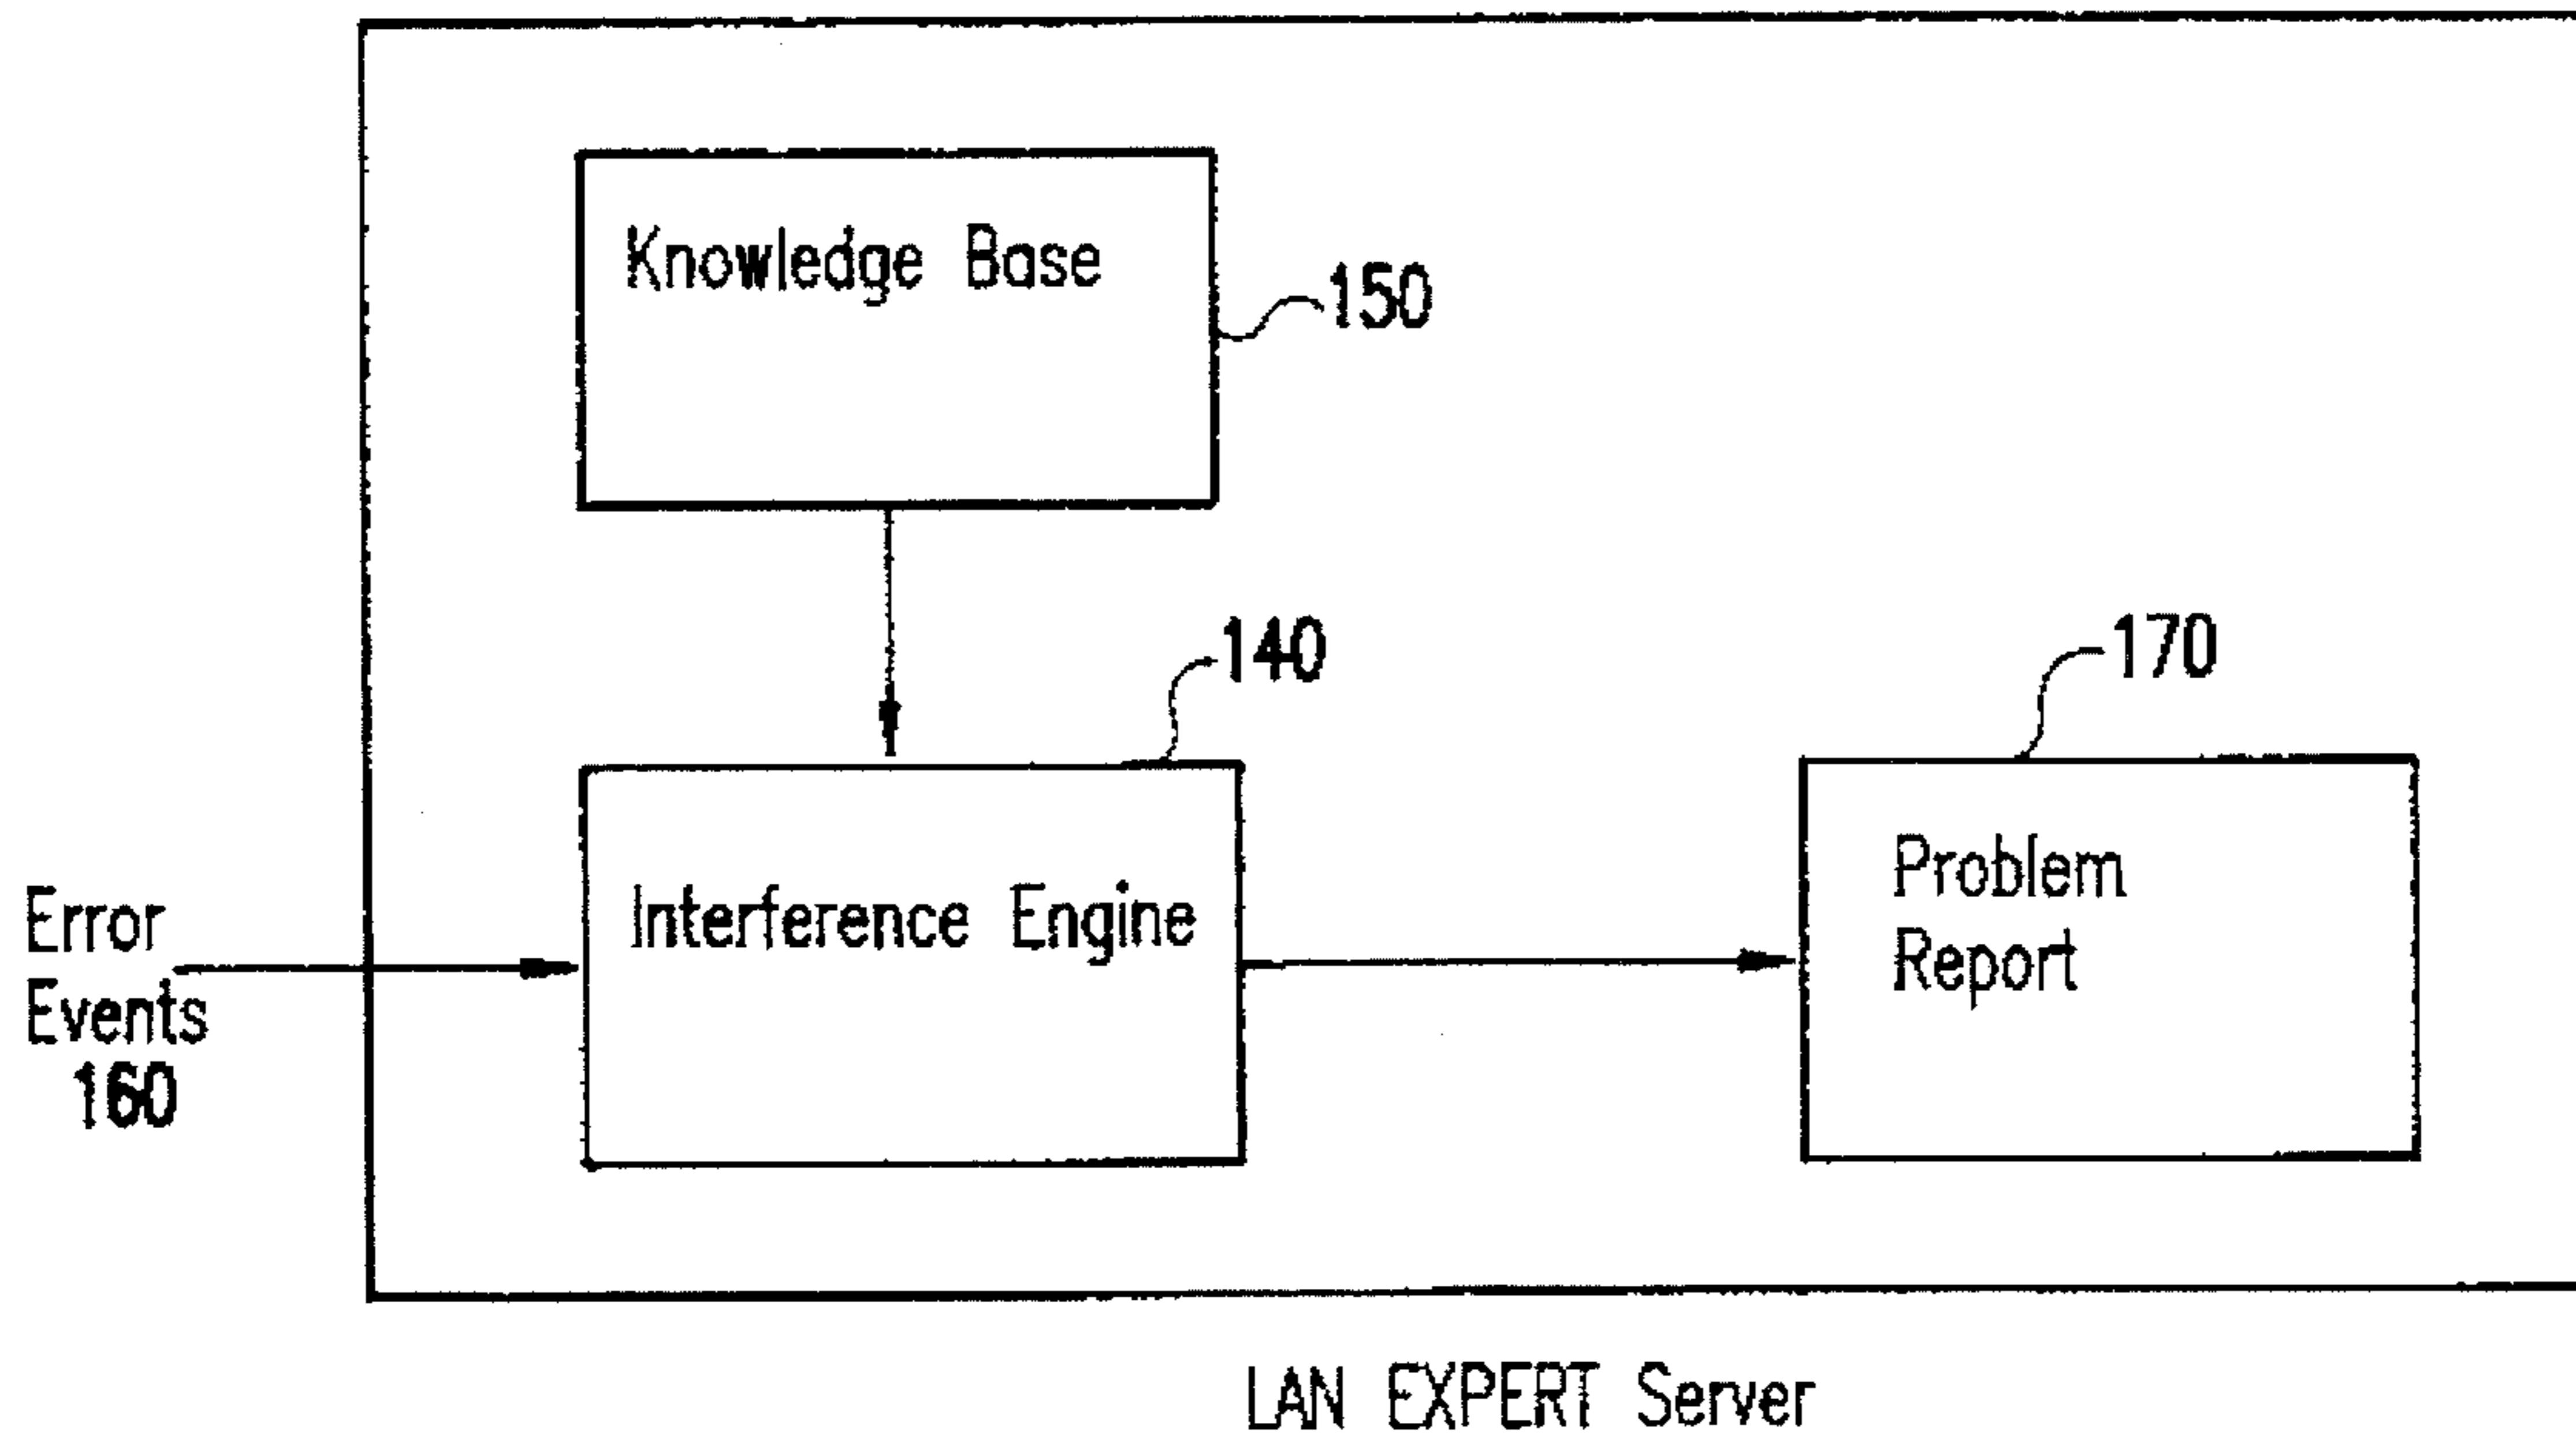 Knowledge Base
150
140
170
Interference Engine
Problem
Report
Error
Events
160
LAN EXPERT Server